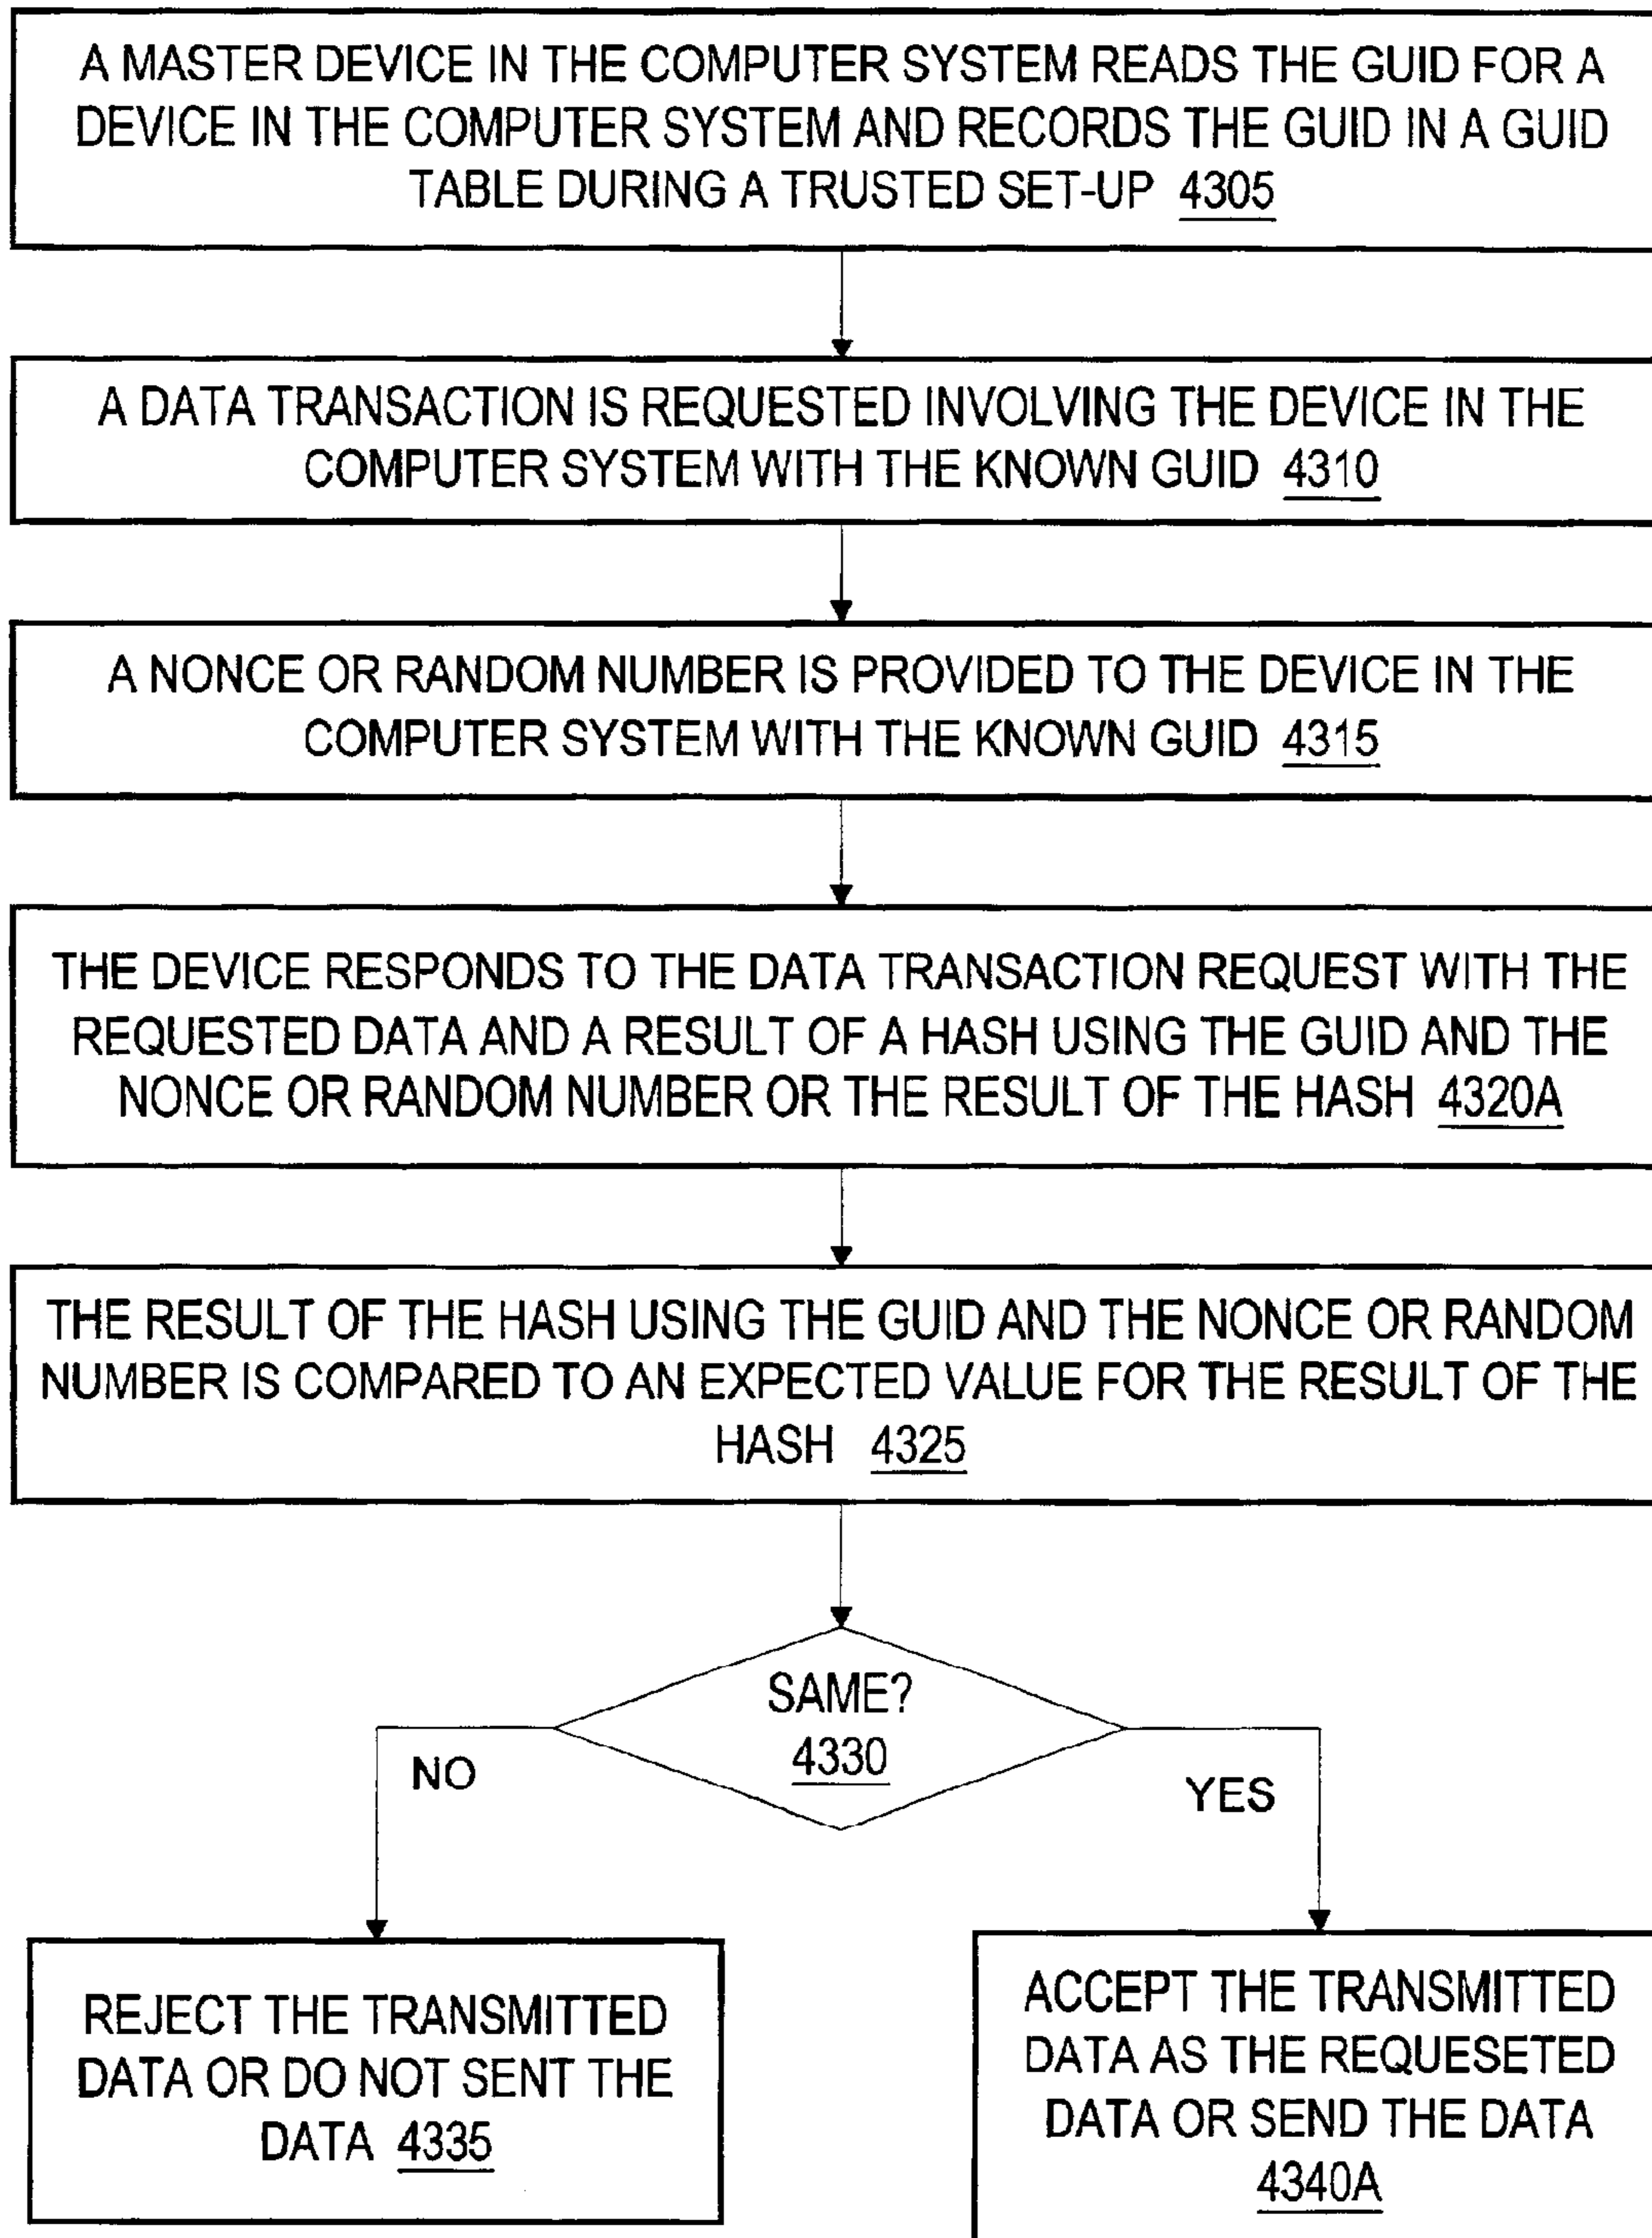 A MASTER DEVICE IN THE COMPUTER SYSTEM READS THE GUID FOR A
DEVICE IN THE COMPUTER SYSTEM AND RECORDS THE GUID IN A GUID
TABLE DURING A TRUSTED SET-UP 4305
A DATA TRANSACTION IS REQUESTED INVOLVING THE DEVICE IN THE
COMPUTER SYSTEM WITH THE KNOWN GUID 4310
A NONCE OR RANDOM NUMBER IS PROVIDED TO THE DEVICE IN THE
COMPUTER SYSTEM WITH THE KNOWN GUID 4315
THE DEVICE RESPONDS TO THE DATA TRANSACTION REQUEST WITH THE
REQUESTED DATA AND A RESULT OF A HASH USING THE GUID AND THE
NONCE OR RANDOM NUMBER OR THE RESULT OF THE HASH 4320A
THE RESULT OF THE HASH USING THE GUID AND THE NONCE OR RANDOM
NUMBER IS COMPARED TO AN EXPECTED VALUE FOR THE RESULT OF THE
HASH 4325
SAME?
4330
NO
YES
REJECT THE TRANSMITTED
DATA OR DO NOT SENT THE
DATA 4335
ACCEPT THE TRANSMITTED
DATA AS THE REQUESETED
DATA OR SEND THE DATA
4340A